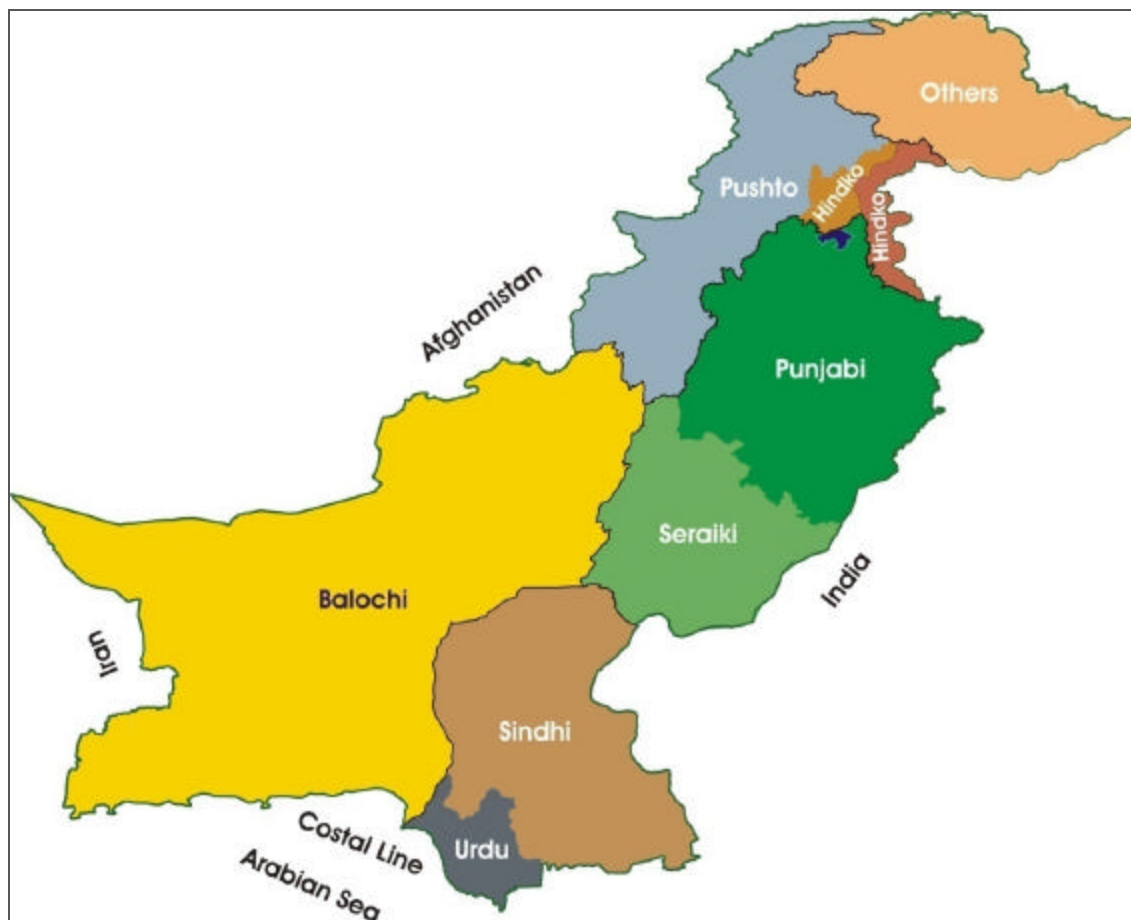 Others
Pushto
Hindko
Hindko
Afghanistan
Punjabi
Seraiki
India
Balochi
Iran
Sindhi
Costal Line
Urdu
Arabian Sea